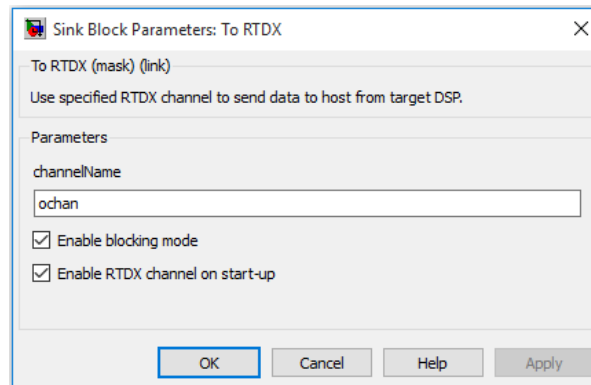 Sink Block Parameters: To RTDX
To RTDX (mask) (link)
Use specified RTDX channel to send data to host from target DSP.
Parameters
channelName
ochan
Enable blocking mode
Enable RTDX channel on start-up
OK Cancel Help Apply